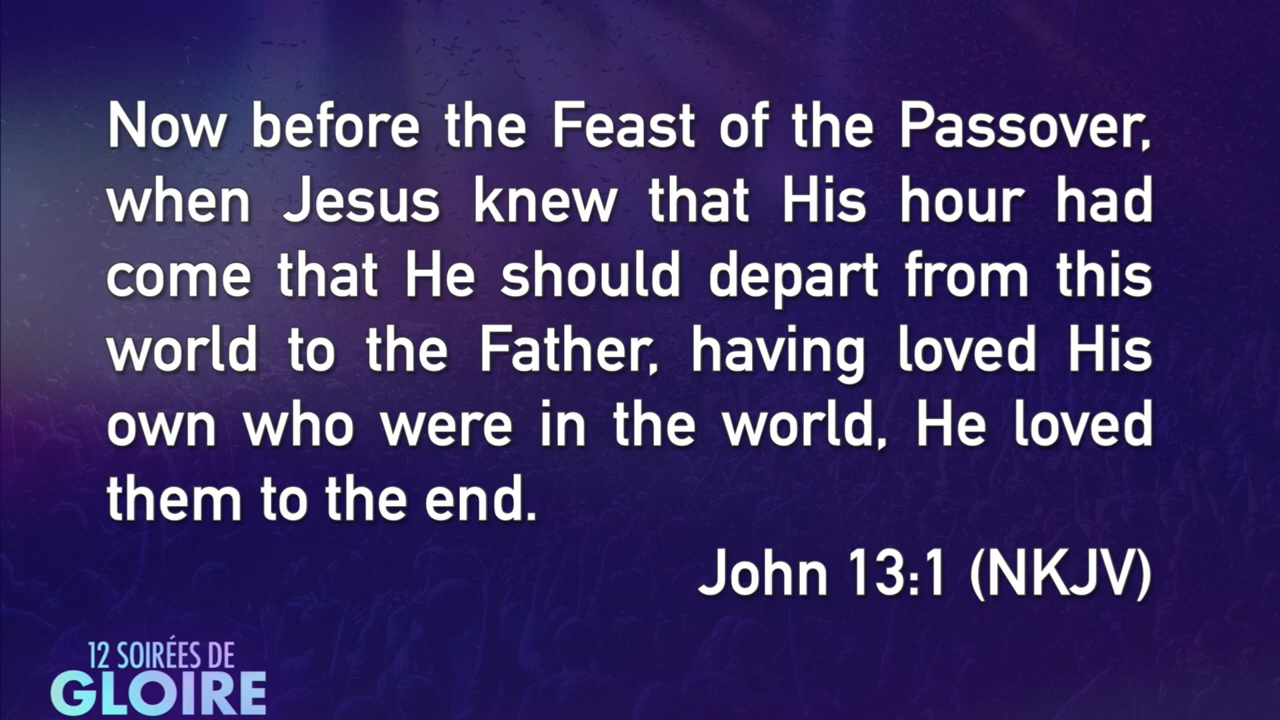 Now before the Feast of the Passover,
when Jesus knew that His hour had
come that He should depart from this
world to the Father, having loved His
own who were in the world, He loved
them to the end.
John 13:1 (NKJV)
12 SOIRÉES DE
GLOIRE